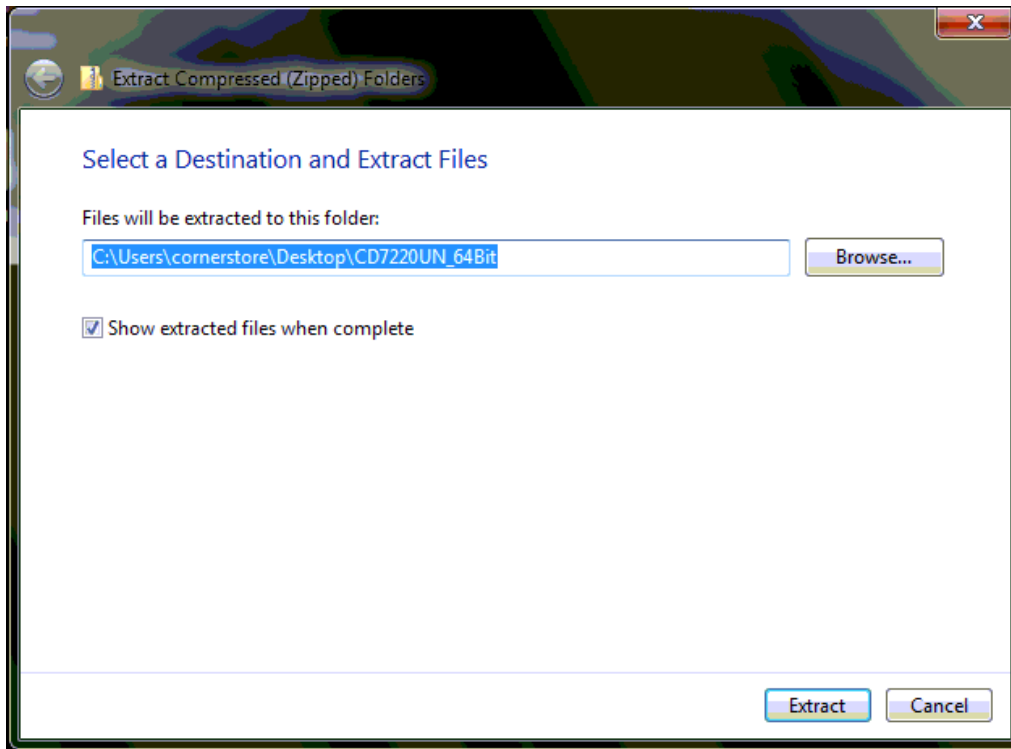 Extract Compressed (Zipped) Folders
Select a Destination and Extract Files
Files will be extracted to this folder:
C:\Users\cornerstore\Desktop\CD7220UN_64Bit
Browse...
Show extracted files when complete
Extract
Cancel